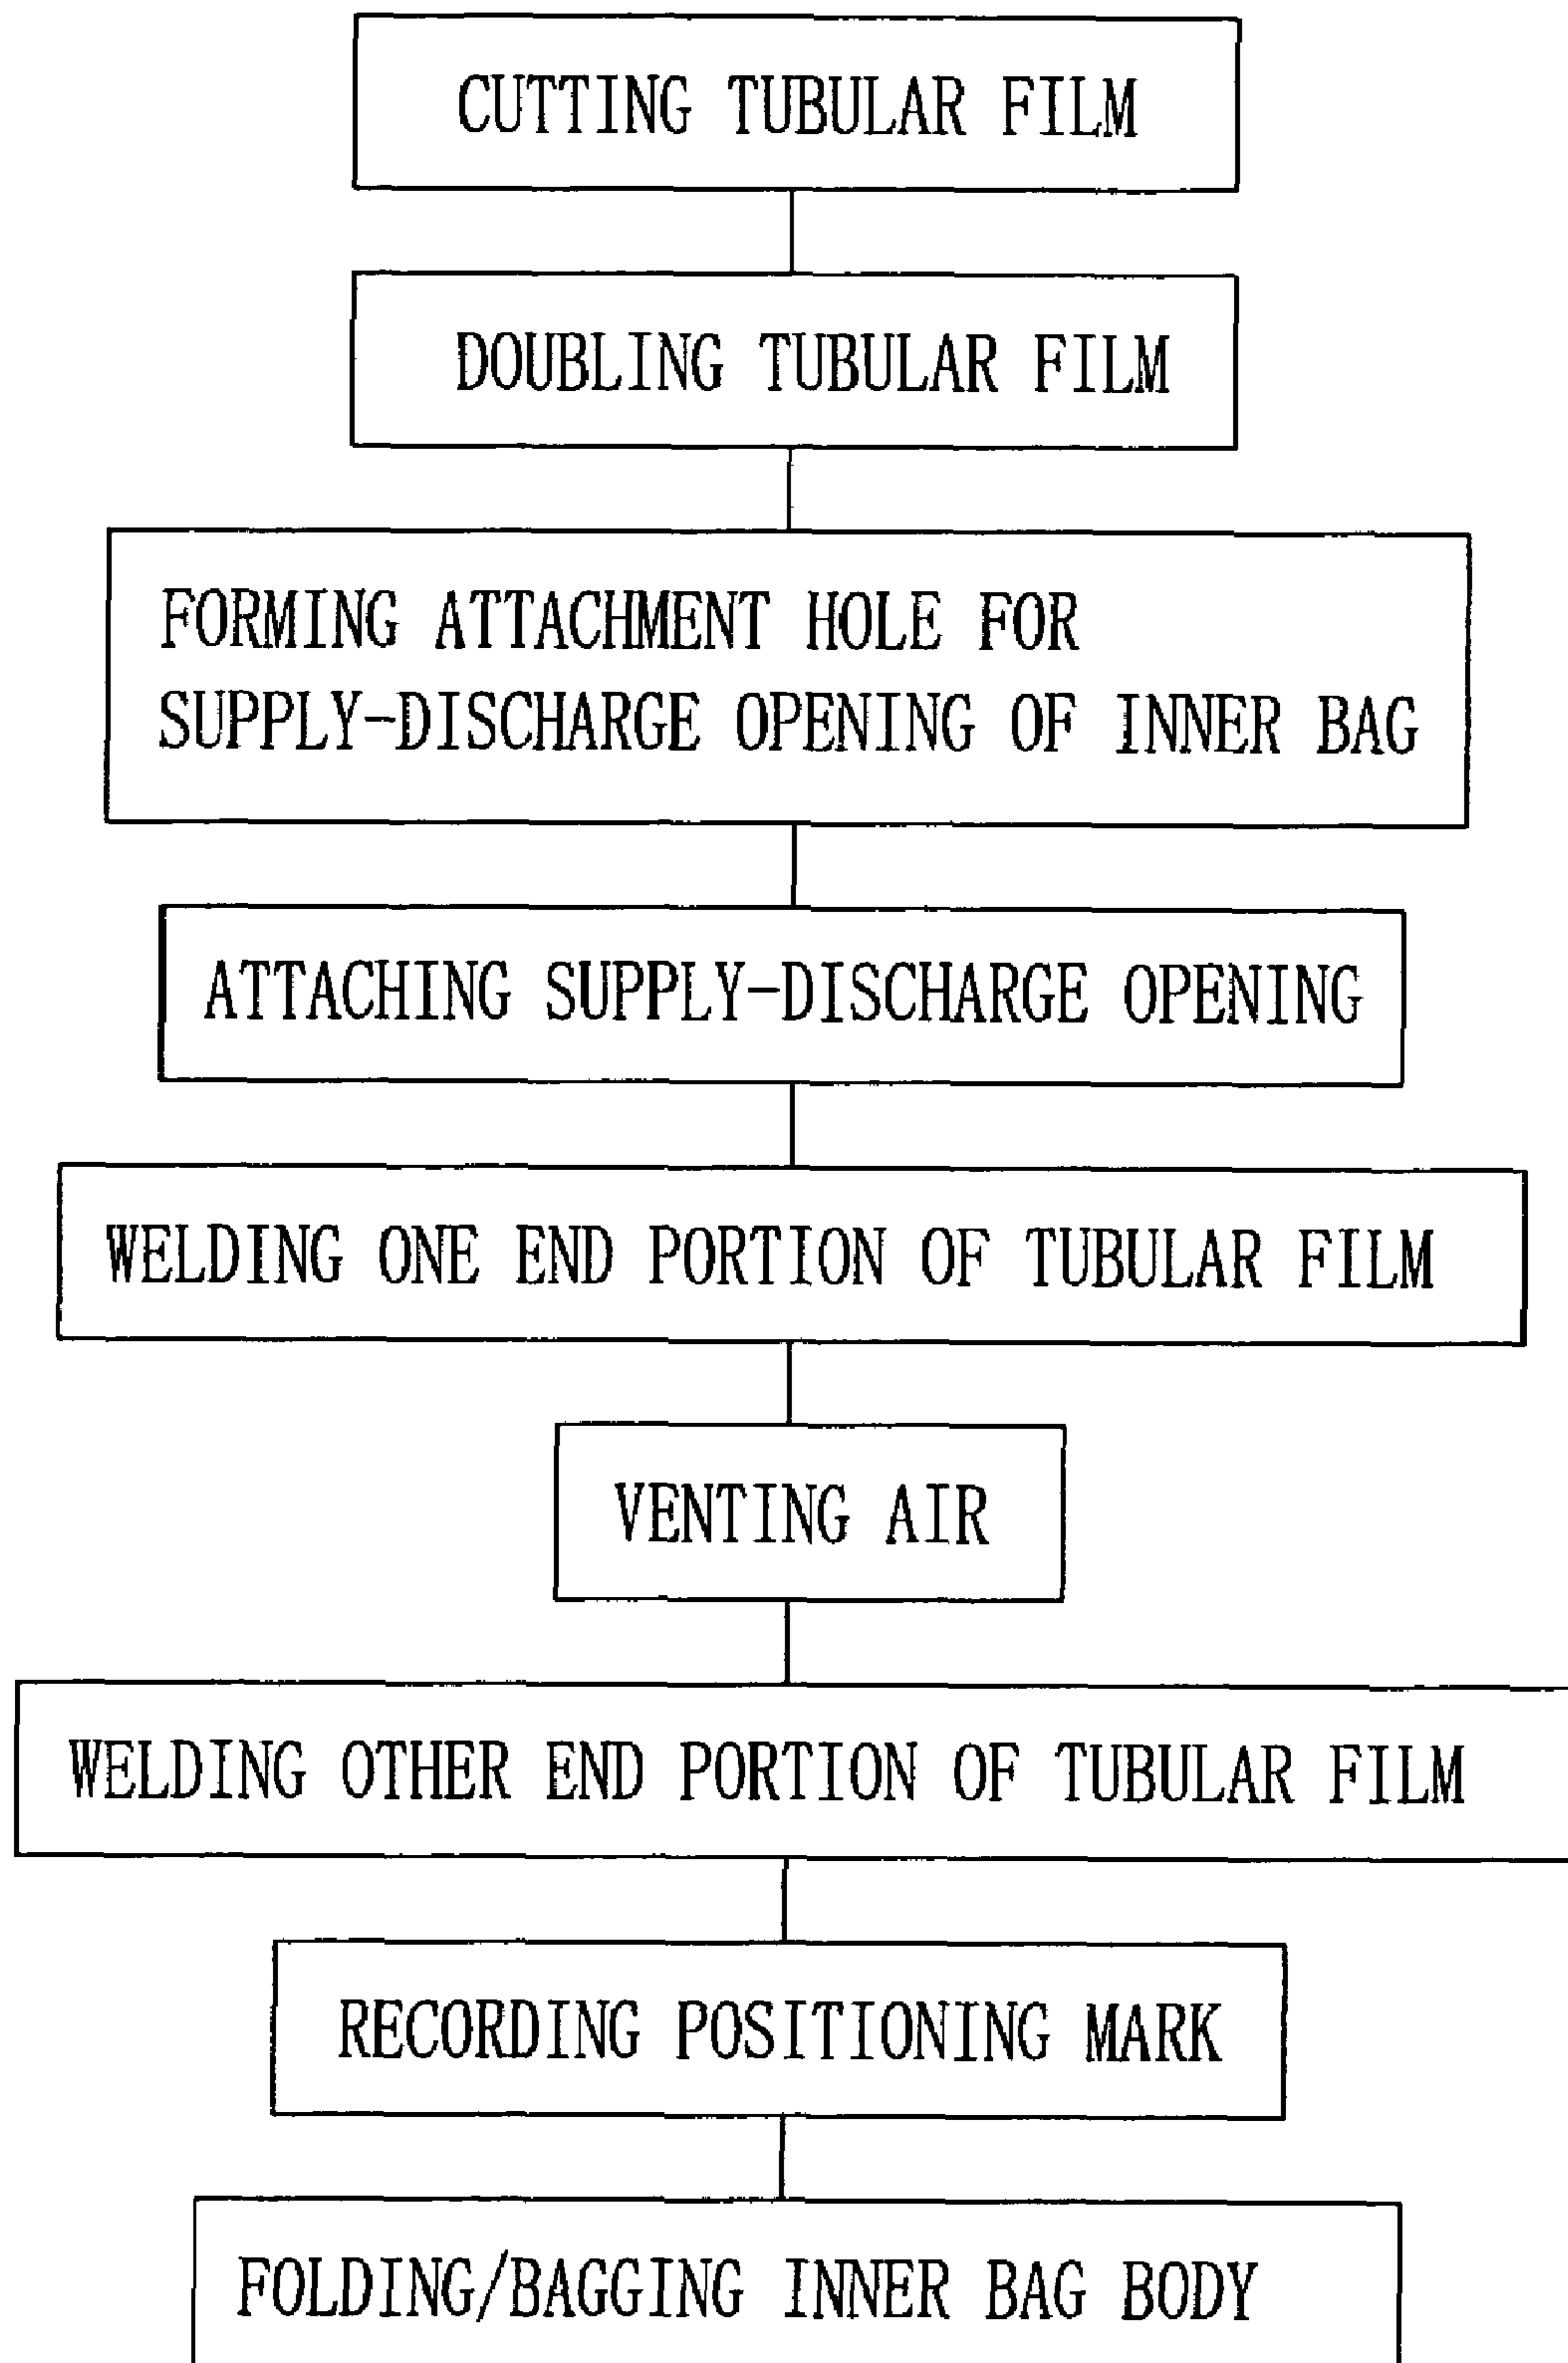 CUTTING TUBULAR FILM
DOUBLING TUBULAR FILM
FORMING ATTACHMENT HOLE FOR
SUPPLY-DISCHARGE OPENING OF INNER BAG
ATTACHING SUPPLY-DISCHARGE OPENING
WELDING ONE END PORTION OF TUBULAR FILM
VENTING AIR
WELDING OTHER END PORTION OF TUBULAR FILM
RECORDING POSITIONING MARK
FOLDING/BAGGING INNER BAG BODY